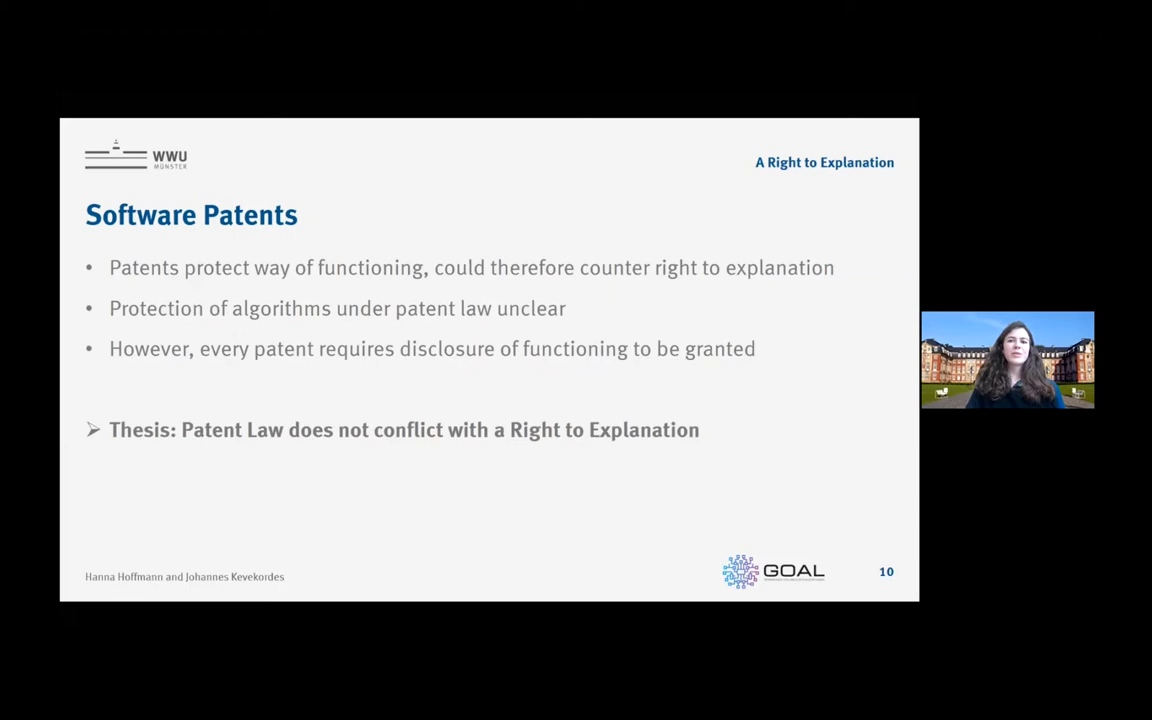 WWU
MÜNSTER
A Right to Explanation
Software Patents
• Patents protect way of functioning, could therefore counter right to explanation
• Protection of algorithms under patent law unclear
• However, every patent requires disclosure of functioning to be granted
➢ Thesis: Patent Law does not conflict with a Right to Explanation
Hanna Hoffmann and Johannes Kevekordes
GOAL
10